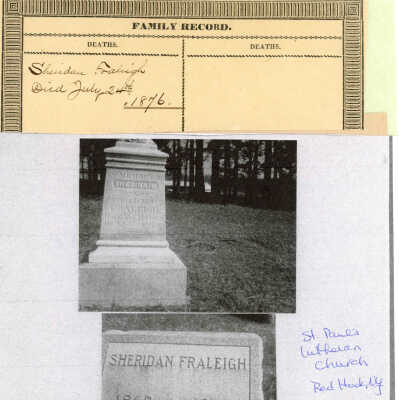 FAMILY RECORD.
DEATHS.
DEATHS.
Sheridan Fraleigh
Died July 24th
1876.
SHERIDAN FRALEIGH
St. Paul's
Lutheran
Church
Red Hook, NY